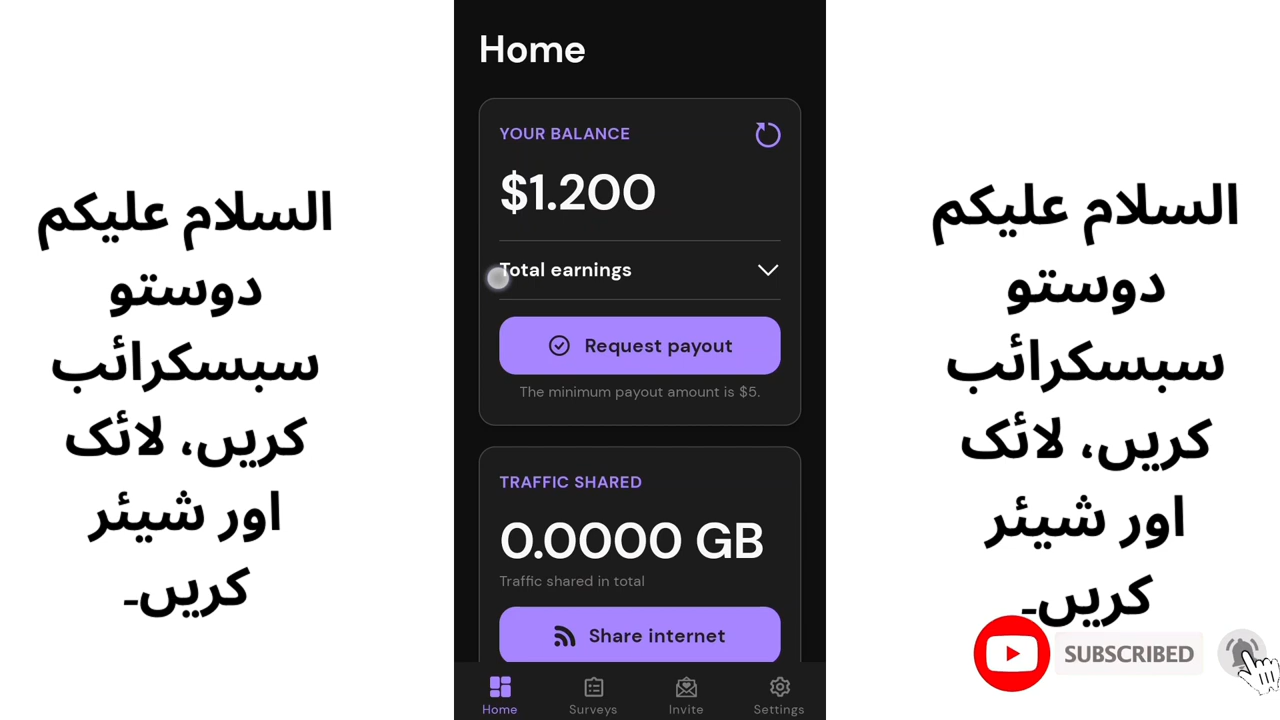 السلام علیکم
دوستو
سبسکرائب
کریں، لائک
اور شیئر
کریں۔
Home
YOUR BALANCE
$1.200
Total earnings
Request payout
The minimum payout amount is $5.
TRAFFIC SHARED
0.0000 GB
Traffic shared in total
Share internet
Home
Surveys
Invite
Settings
السلام علیکم
دوستو
سبسکرائب
کریں، لائک
اور شیئر
کریں۔
SUBSCRIBED